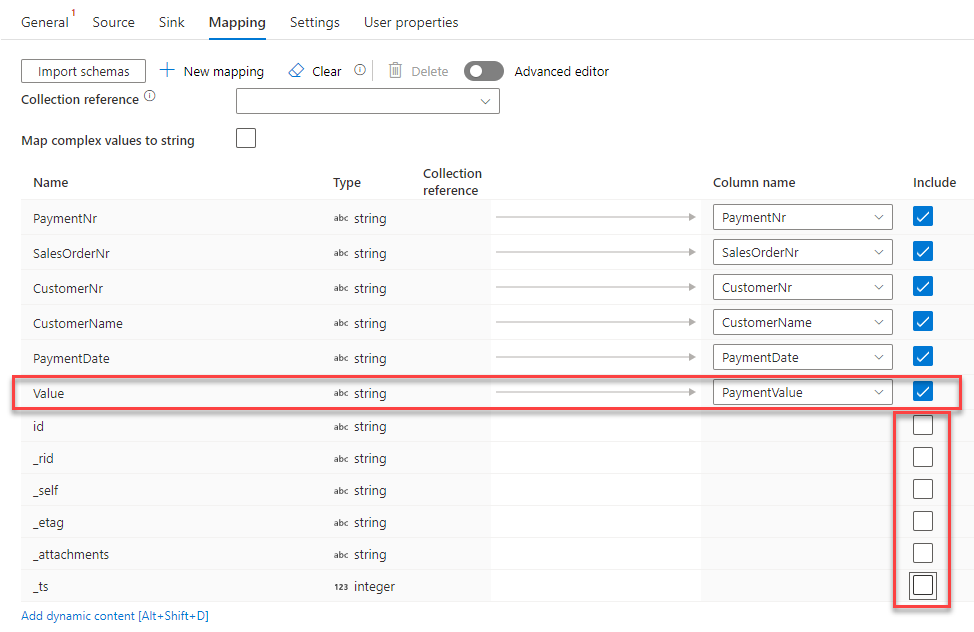 General 1 Source Sink Mapping Settings User properties
Import schemas New mapping Clear Delete Advanced editor
Collection reference
Map complex values to string
Name Type Collection reference Column name Include
PaymentNr abc string PaymentNr
SalesOrderNr abc string SalesOrderNr
CustomerNr abc string CustomerNr
CustomerName abc string CustomerName
PaymentDate abc string PaymentDate
Value abc string PaymentValue
id abc string
_rid abc string
_self abc string
_etag abc string
_attachments abc string
_ts 123 integer
Add dynamic content [Alt+Shift+D]